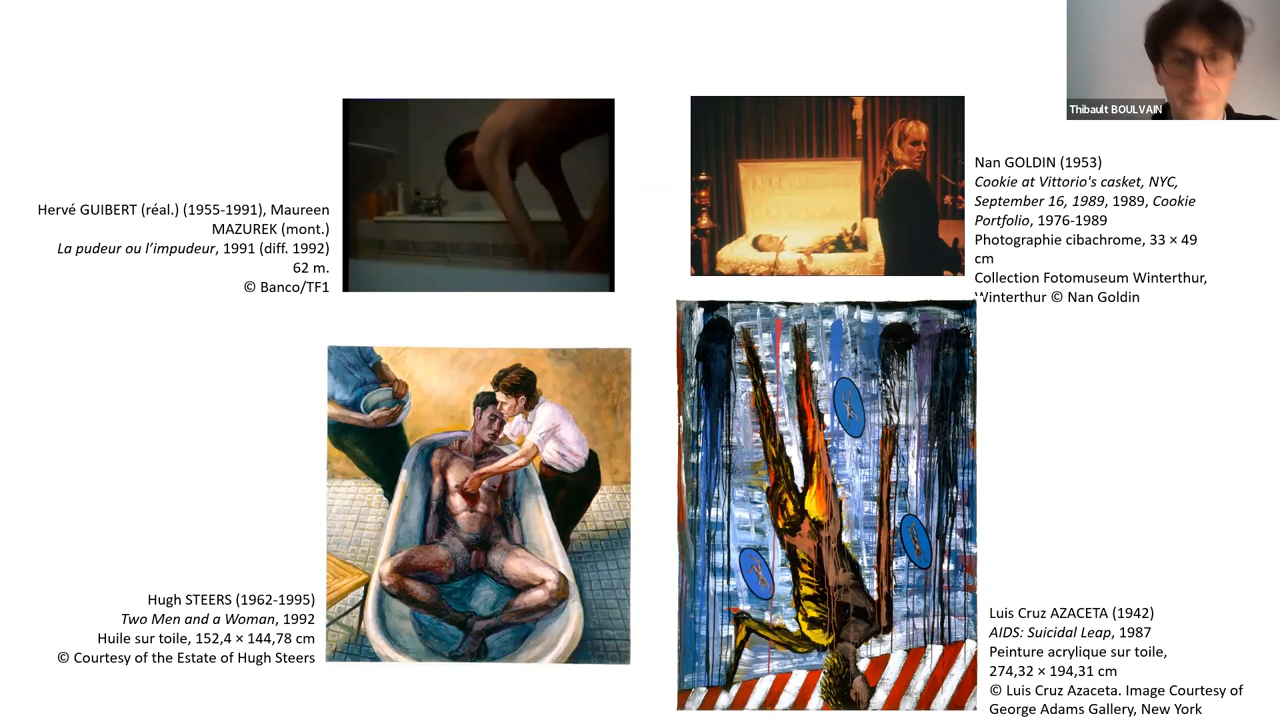 Thibault BOULVAIN
Hervé GUIBERT (réal.) (1955-1991), Maureen
MAZUREK (mont.)
La pudeur ou l’impudeur, 1991 (diff. 1992)
62 m.
© Banco/TF1
Nan GOLDIN (1953)
Cookie at Vittorio's casket, NYC,
September 16, 1989, 1989, Cookie
Portfolio, 1976-1989
Photographie cibachrome, 33 × 49
cm
Collection Fotomuseum Winterthur,
Winterthur © Nan Goldin
Hugh STEERS (1962-1995)
Two Men and a Woman, 1992
Huile sur toile, 152,4 × 144,78 cm
© Courtesy of the Estate of Hugh Steers
Luis Cruz AZACETA (1942)
AIDS: Suicidal Leap, 1987
Peinture acrylique sur toile,
274,32 × 194,31 cm
© Luis Cruz Azaceta. Image Courtesy of
George Adams Gallery, New York